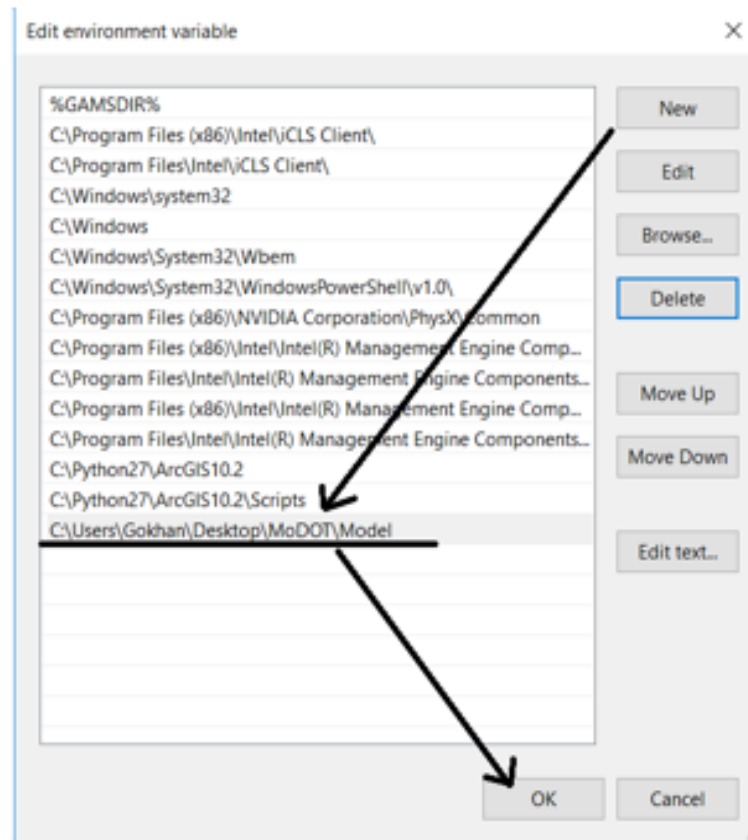 Edit environment variable
%GAMSDIR%
C:\Program Files (x86)\Intel\iCLS Client\
C:\Program Files\Intel\iCLS Client\
C:\Windows\system32
C:\Windows
C:\Windows\System32\Wbem
C:\Windows\System32\WindowsPowerShell\v1.0\
C:\Program Files (x86)\NVIDIA Corporation\PhysX\Common
C:\Program Files (x86)\Intel\Intel(R) Management Engine Comp...
C:\Program Files\Intel\Intel(R) Management Engine Components...
C:\Program Files (x86)\Intel\Intel(R) Management Engine Comp...
C:\Program Files\Intel\Intel(R) Management Engine Components...
C:\Python27\ArcGIS10.2
C:\Python27\ArcGIS10.2\Scripts
C:\Users\Gokhan\Desktop\MoDOT\Model
New
Edit
Browse...
Delete
Move Up
Move Down
Edit text...
OK
Cancel